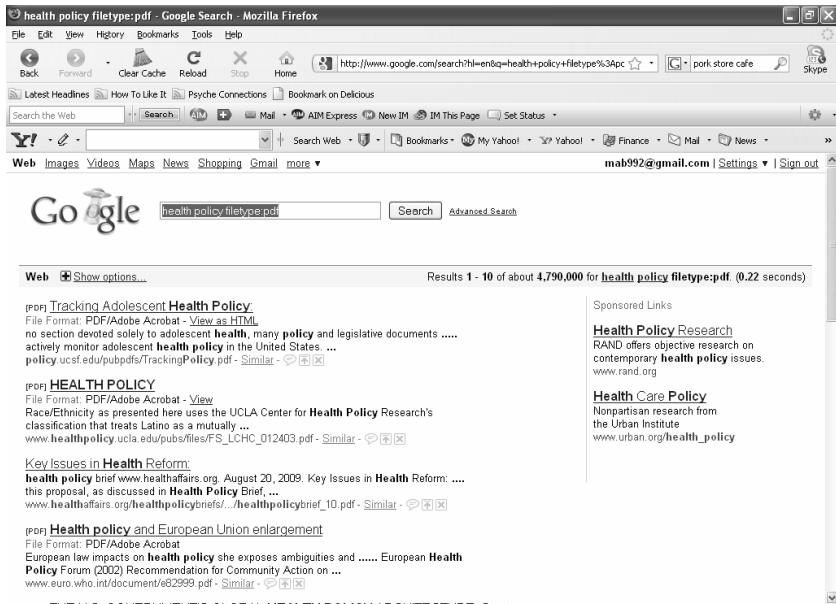 health policy filetype:pdf - Google Search - Mozilla Firefox
File Edit View History Bookmarks Tools Help
Back Forward Clear Cache Reload Stop Home http://www.google.com/search?hl=en&q=health+policy+filetype%3Apc G pork store cafe Skype
Latest Headlines How To Like It Psyche Connections Bookmark on Delicious
Search the Web Search Mail AIM Express New IM IM This Page Set Status
Y! Search Web Bookmarks My Yahoo! Yahoo! Finance Mail News »
Web Images Videos Maps News Shopping Gmail more ▼ mab992@gmail.com | Settings ▼ | Sign out
Google health policy filetype:pdf Search Advanced Search
Web Show options... Results 1 - 10 of about 4,790,000 for health policy filetype:pdf. (0.22 seconds)
[PDF] Tracking Adolescent Health Policy:
File Format: PDF/Adobe Acrobat - View as HTML
no section devoted solely to adolescent health, many policy and legislative documents .....
actively monitor adolescent health policy in the United States. ...
policy.ucsf.edu/pubpdfs/TrackingPolicy.pdf - Similar -
[PDF] HEALTH POLICY
File Format: PDF/Adobe Acrobat - View
Race/Ethnicity as presented here uses the UCLA Center for Health Policy Research's
classification that treats Latino as a mutually ...
www.healthpolicy.ucla.edu/pubs/files/FS_LCHC_012403.pdf - Similar -
Key Issues in Health Reform:
health policy brief www.healthaffairs.org. August 20, 2009. Key Issues in Health Reform: ....
this proposal, as discussed in Health Policy Brief, ...
www.healthaffairs.org/healthpolicybriefs/.../healthpolicybrief_10.pdf - Similar -
[PDF] Health policy and European Union enlargement
File Format: PDF/Adobe Acrobat
European law impacts on health policy she exposes ambiguities and ...... European Health
Policy Forum (2002) Recommendation for Community Action on ...
www.euro.who.int/document/e82999.pdf - Similar -
Sponsored Links
Health Policy Research
RAND offers objective research on
contemporary health policy issues.
www.rand.org
Health Care Policy
Nonpartisan research from
the Urban Institute
www.urban.org/health_policy